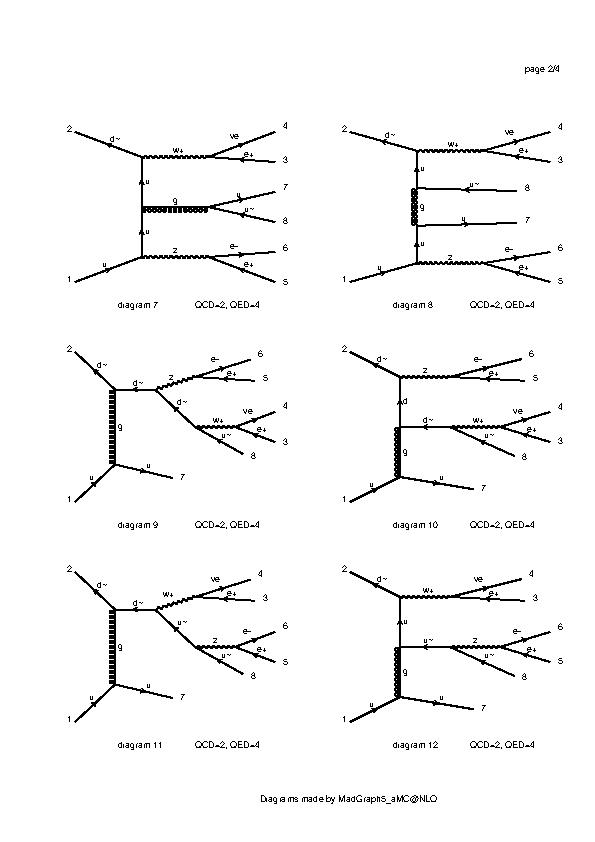 page 2/4
2 d~ w+ ve 4
e+ 3
u
g u 7
u~ 8
u
z e- 6
1 u e+ 5
diagram 7 QCD=2, QED=4
2 d~ w+ ve 4
e+ 3
u
u~ 8
g
u 7
u
e- 6
1 u z e+ 5
diagram 8 QCD=2, QED=4
2 d~ d~ z e- 6
e+ 5
d~
g w+ ve 4
u~ e+ 3
8
1 u u 7
diagram 9 QCD=2, QED=4
2 d~ z e- 6
e+ 5
d
d~ w+ ve 4
g u~ e+ 3
8
1 u u 7
diagram 10 QCD=2, QED=4
2 d~ d~ w+ ve 4
e+ 3
u~
g z e- 6
u~ e+ 5
8
1 u u 7
diagram 11 QCD=2, QED=4
2 d~ w+ ve 4
e+ 3
u
u~ z e- 6
g u~ e+ 5
8
1 u u 7
diagram 12 QCD=2, QED=4
Diagrams made by MadGraph5_aMC@NLO